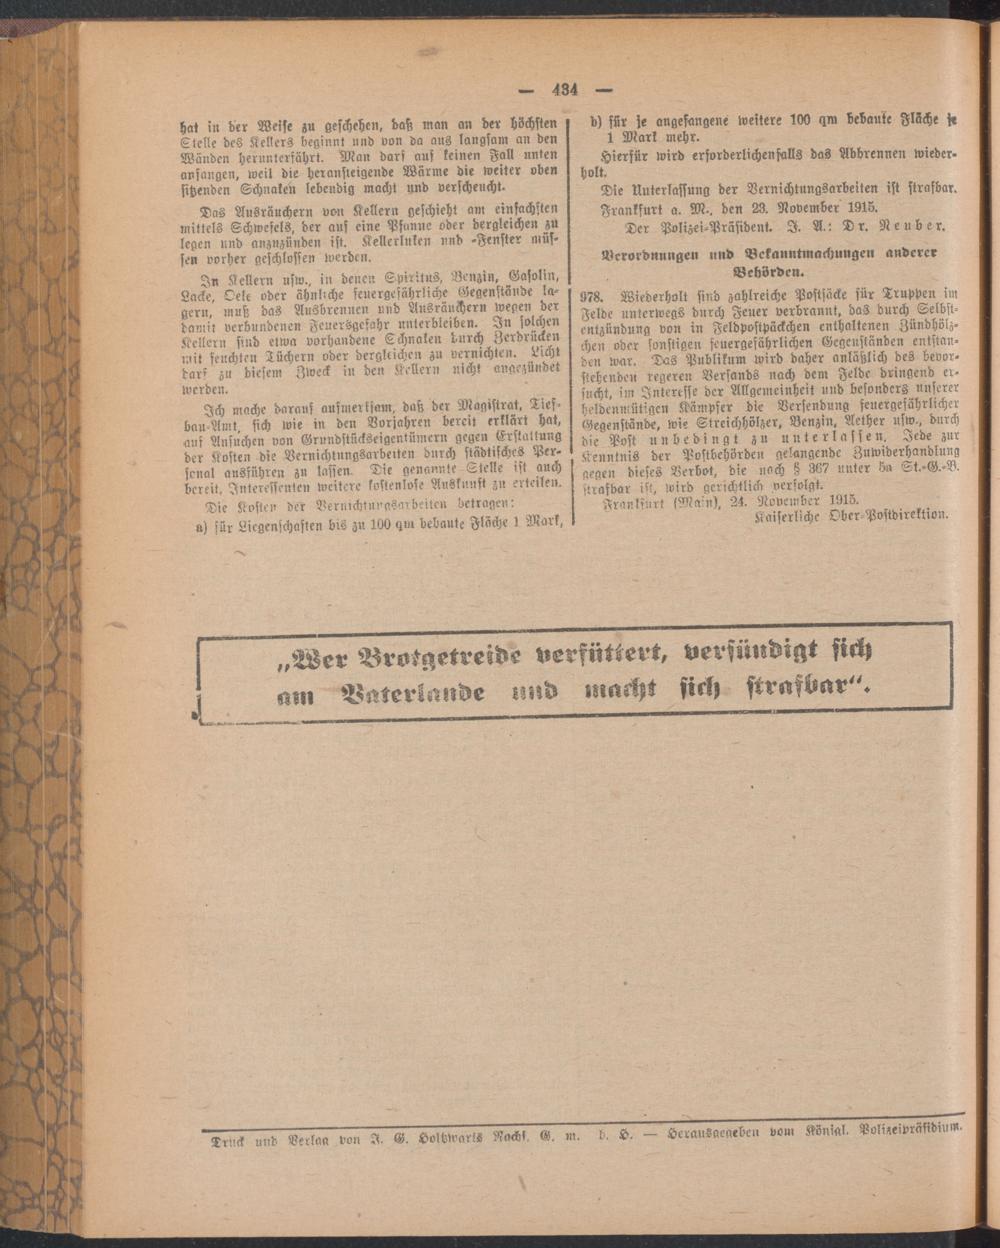 — 434 —
hat in der Weise zu geschehen, daß man an der höchsten
Stelle des Kellers beginnt und von da aus langsam an den
Wänden herunterfährt. Man darf auf keinen Fall unten
anfangen, weil die heransteigende Wärme die weiter oben
sitzenden Schnaken lebendig macht und verscheucht.
Das Ausräuchern von Kellern geschieht am einfachsten
mittels Schwefels, der auf eine Pfanne oder dergleichen zu
legen und anzuzünden ist. Kellerluken und -Fenster müs-
sen vorher geschlossen werden.
In Kellern usw., in denen Spiritus, Benzin, Gasolin,
Lacke, Oele oder ähnliche feuergefährliche Gegenstände la-
gern, muß das Ausbrennen und Ausräuchern wegen der
damit verbundenen Feuersgefahr unterbleiben. In solchen
Kellern sind etwa vorhandene Schnaken durch Zerdrücken
mit feuchten Tüchern oder dergleichen zu vernichten. Licht
darf zu diesem Zweck in den Kellern nicht angezündet
werden.
Ich mache darauf aufmerksam, daß der Magistrat, Tief-
bau-Amt, sich wie in den Vorjahren bereit erklärt hat,
auf Ansuchen von Grundstückseigentümern gegen Erstattung
der Kosten die Vernichtungsarbeiten durch städtisches Per-
sonal ausführen zu lassen. Die genannte Stelle ist auch
bereit, Interessenten weitere kostenlose Auskunft zu erteilen.
Die Kosten der Vernichtungsarbeiten betragen:
a) für Liegenschaften bis zu 100 qm bebaute Fläche 1 Mark,
b) für je angefangene weitere 100 qm bebaute Fläche je
1 Mark mehr.
Hierfür wird erforderlichenfalls das Abbrennen wieder-
holt.
Die Unterlassung der Vernichtungsarbeiten ist strafbar.
Frankfurt a. M., den 23. November 1915.
Der Polizei-Präsident. J. A.: Dr. Neuber.
Verordnungen und Bekanntmachungen anderer
Behörden.
978. Wiederholt sind zahlreiche Postsäcke für Truppen im
Felde unterwegs durch Feuer verbrannt, das durch Selbst-
entzündung von in Feldpostpäckchen enthaltenen Zündhölz-
chen oder sonstigen feuergefährlichen Gegenständen entstan-
den war. Das Publikum wird daher anläßlich des bevor-
stehenden regeren Versands nach dem Felde dringend er-
sucht, im Interesse der Allgemeinheit und besonders unserer
heldenmütigen Kämpfer die Versendung feuergefährlicher
Gegenstände, wie Streichhölzer, Benzin, Aether usw., durch
die Post unbedingt zu unterlassen. Jede zur
Kenntnis der Postbehörden gelangende Zuwiderhandlung
gegen dieses Verbot, die nach § 367 unter 5a St.-G.-B.
strafbar ist, wird gerichtlich verfolgt.
Frankfurt (Main), 24. November 1915.
Kaiserliche Ober-Postdirektion.
„Wer Brotgetreide verfüttert, versündigt sich
am Vaterlande und macht sich strafbar“.
Druck und Verlag von J. G. Holtzwarts Nachf. G. m. b. H. — Herausgegeben vom Königl. Polizeipräsidium.